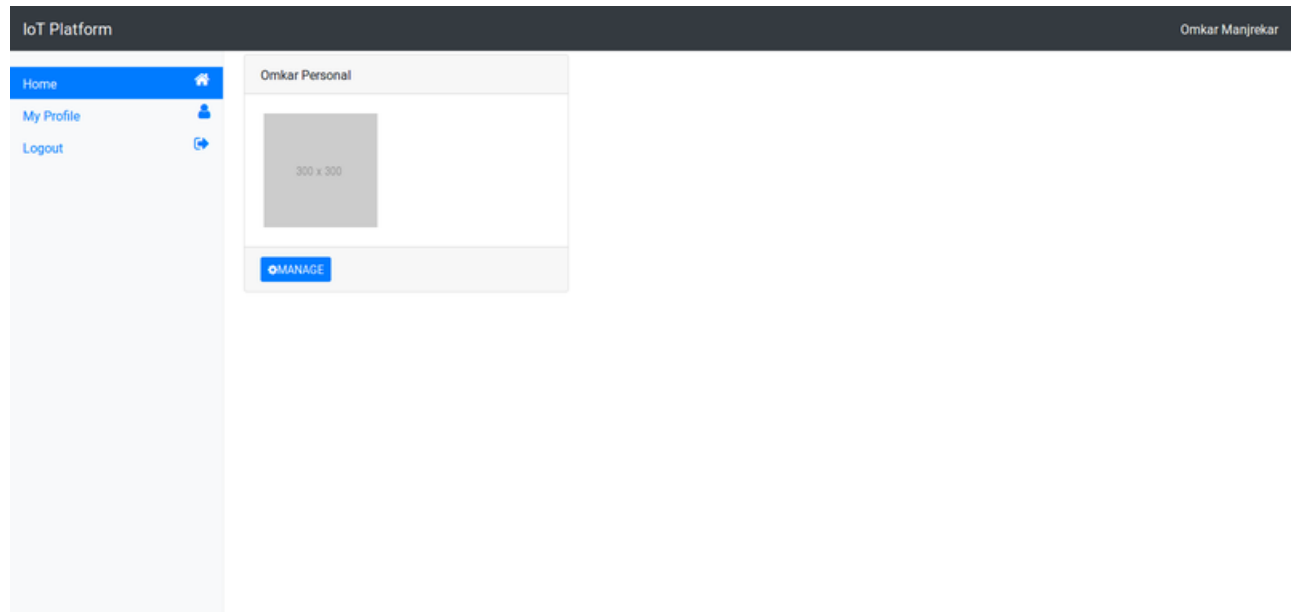 IoT Platform
Omkar Manjrekar
Home
My Profile
Logout
Omkar Personal
300 x 300
MANAGE